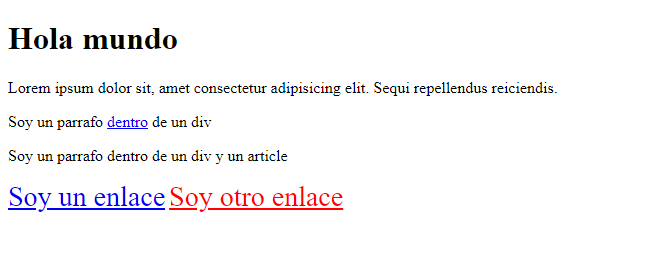 Hola mundo
Lorem ipsum dolor sit, amet consectetur adipisicing elit. Sequi repellendus reiciendis.
Soy un parrafo dentro de un div
Soy un parrafo dentro de un div y un article
Soy un enlace Soy otro enlace